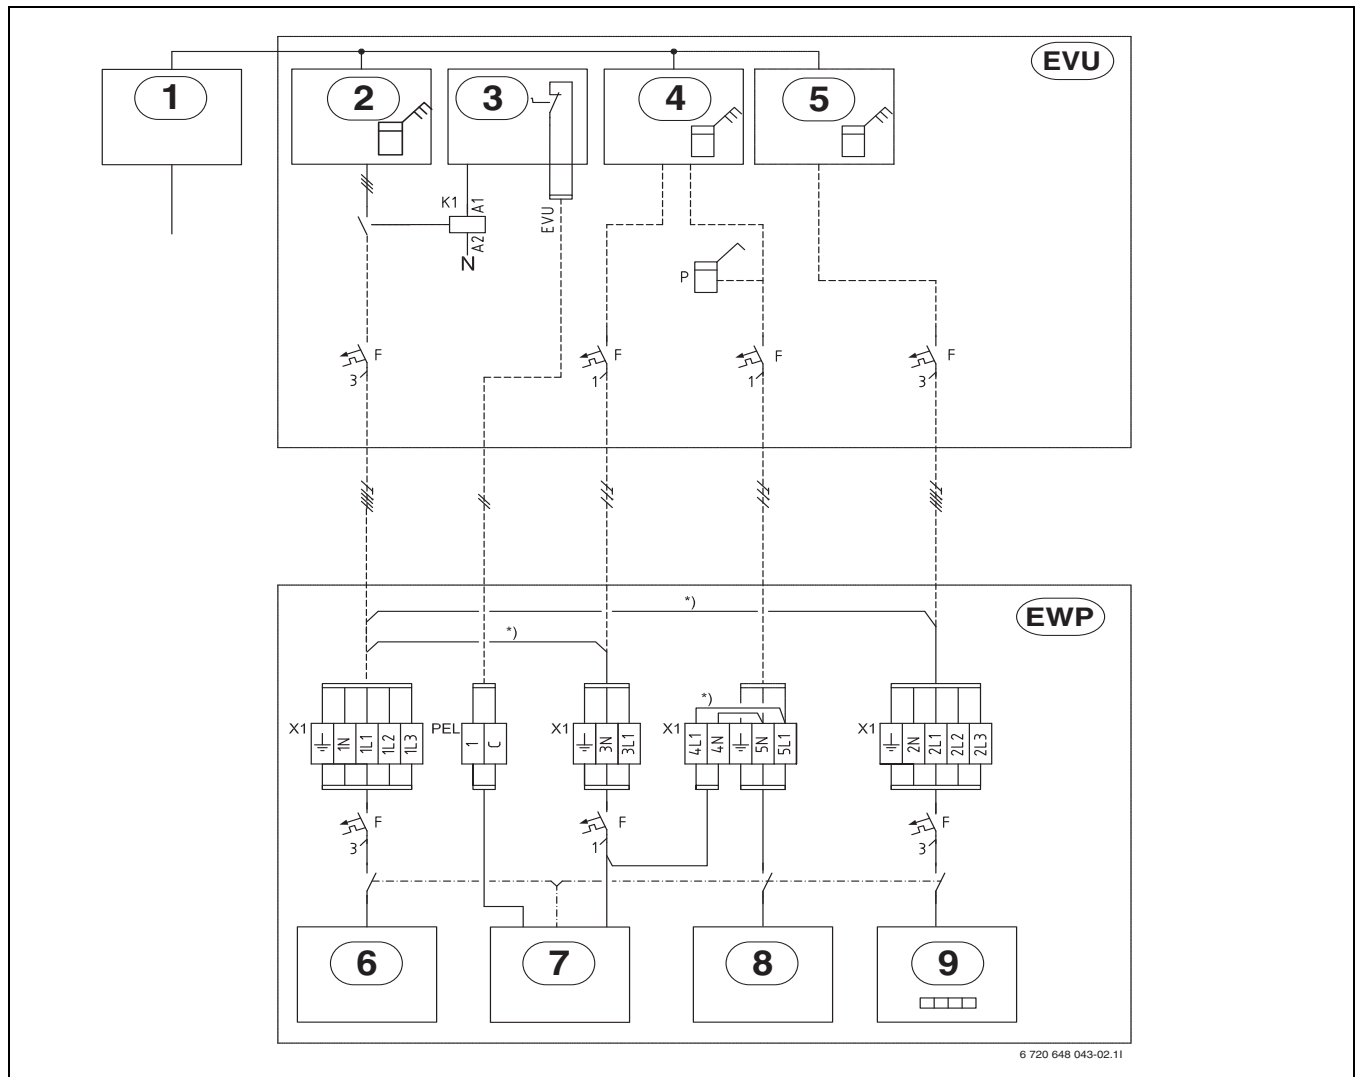 EVU
1
2
3
4
5
K1
A1
A2
N
EVU
P
F
3
F
1
F
1
F
3
EWP
*)
*)
*)
X1
1N
1L1
1L2
1L3
PEL
1
C
X1
3N
3L1
X1
4L1
4N
5N
5L1
X1
2N
2L1
2L2
2L3
F
3
F
1
F
3
6
7
8
9
6 720 648 043-02.1I